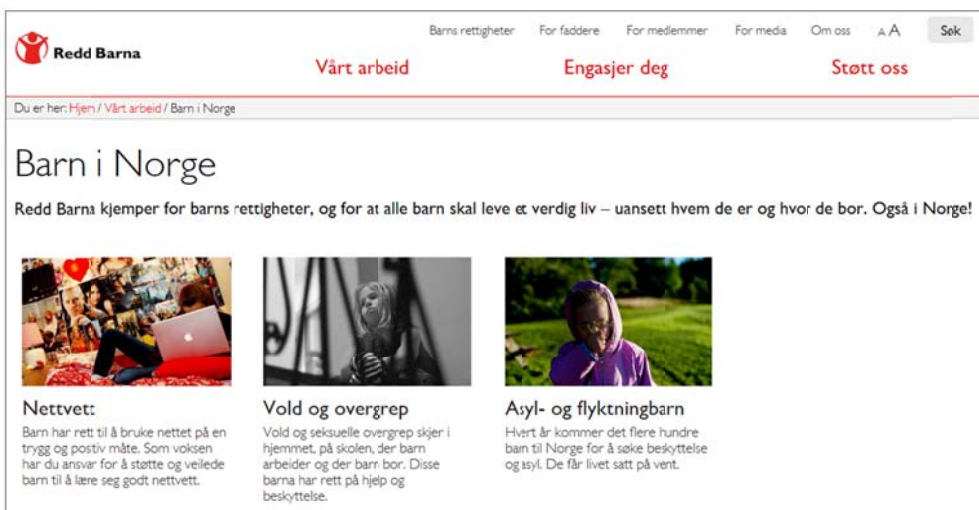 Barns rettigheter For faddere For medlemmer For media Om oss A A Søk
Redd Barna
Vårt arbeid Engasjer deg Støtt oss
Du er her: Hjem / Vårt arbeid / Barn i Norge
Barn i Norge
Redd Barna kjemper for barns rettigheter, og for at alle barn skal leve et verdig liv – uansett hvem de er og hvor de bor. Også i Norge!
Nettvett
Barn har rett til å bruke nettet på en
trygg og postiv måte. Som voksen
har du ansvar for å støtte og veilede
barn til å lære seg godt nettvett.
Vold og overgrep
Vold og seksuelle overgrep skjer i
hjemmet, på skolen, der barn
arbeider og der barn bor. Disse
barna har rett på hjelp og
beskyttelse.
Asyl- og flyktningbarn
Hvert år kommer det flere hundre
barn til Norge for å søke beskyttelse
og asyl. De får livet satt på vent.